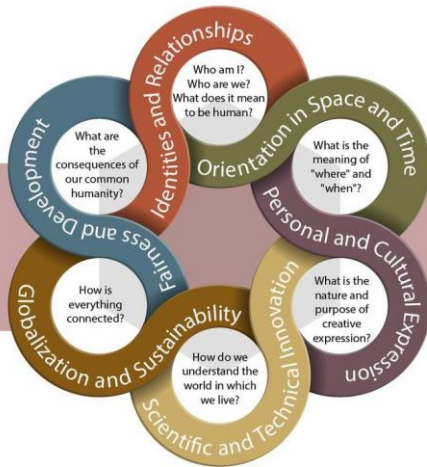 Identities and Relationships
Who am I?
Who are we?
What does it mean
to be human?
Orientation in Space and Time
What is the
meaning of
"where" and
"when"?
Personal and Cultural Expression
What is the
nature and
purpose of
creative
expression?
Scientific and Technical Innovation
How do we
understand the
world in which
we live?
Globalization and Sustainability
How is
everything
connected?
Fairness and Development
What are
the
consequences of
our common
humanity?